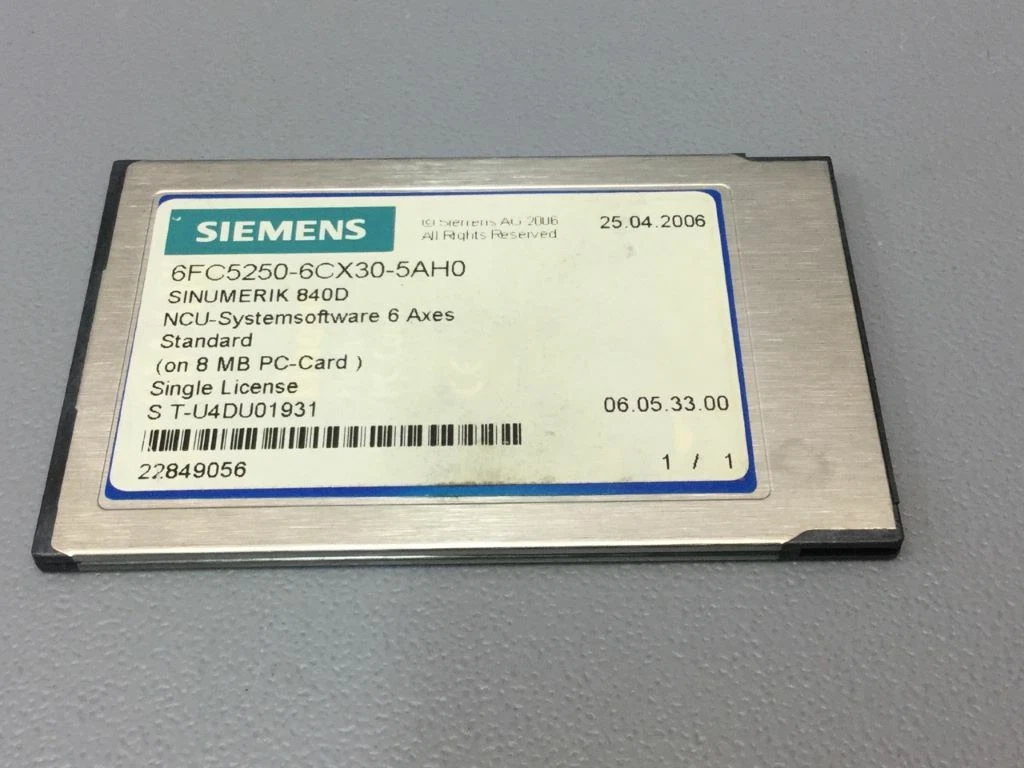 SIEMENS
© Siemens AG 2006
All Rights Reserved
25.04.2006
6FC5250-6CX30-5AH0
SINUMERIK 840D
NCU-Systemsoftware 6 Axes
Standard
(on 8 MB PC-Card )
Single License
S T-U4DU01931
06.05.33.00
22849056
1 / 1